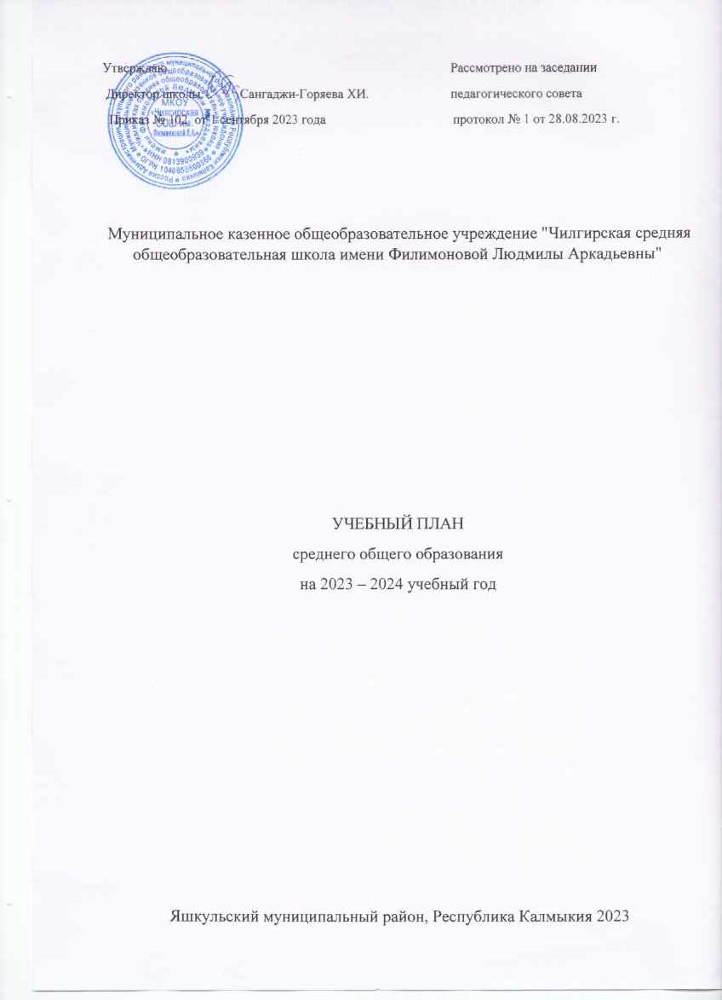 Утверждаю
Директор школы: Сангаджи-Горяева ХИ.
Приказ № 102 от 1 сентября 2023 года
Рассмотрено на заседании
педагогического совета
протокол № 1 от 28.08.2023 г.
МКОУ
«Чилгирская
СОШ им.
Муниципальное казенное общеобразовательное учреждение "Чилгирская средняя
общеобразовательная школа имени Филимоновой Людмилы Аркадьевны"
УЧЕБНЫЙ ПЛАН
среднего общего образования
на 2023 – 2024 учебный год
Яшкульский муниципальный район, Республика Калмыкия 2023